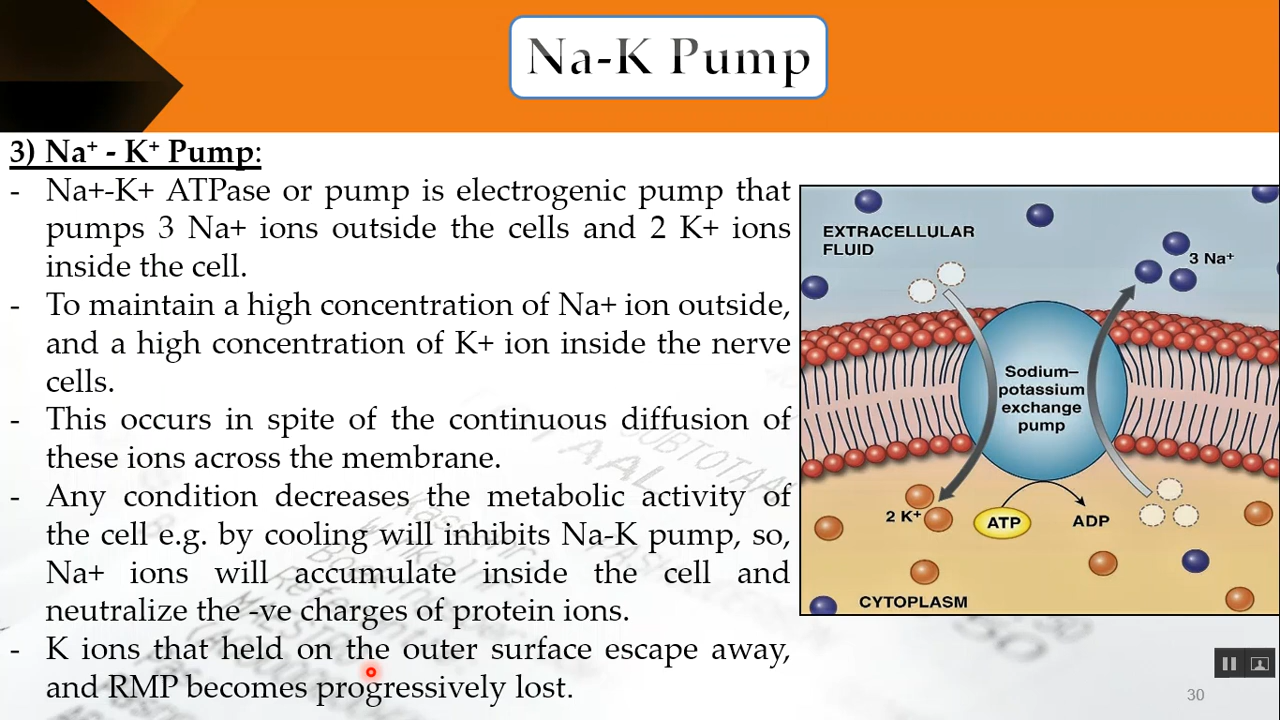 Na-K Pump
3) Na⁺ - K⁺ Pump:
- Na+-K+ ATPase or pump is electrogenic pump that
pumps 3 Na+ ions outside the cells and 2 K+ ions
inside the cell.
- To maintain a high concentration of Na+ ion outside,
and a high concentration of K+ ion inside the nerve
cells.
- This occurs in spite of the continuous diffusion of
these ions across the membrane.
- Any condition decreases the metabolic activity of
the cell e.g. by cooling will inhibits Na-K pump, so,
Na+ ions will accumulate inside the cell and
neutralize the -ve charges of protein ions.
- K ions that held on the outer surface escape away,
and RMP becomes progressively lost.
EXTRACELLULAR
FLUID
3 Na⁺
Sodium–
potassium
exchange
pump
2 K⁺
ATP
ADP
CYTOPLASM
30
SUBTOTAL